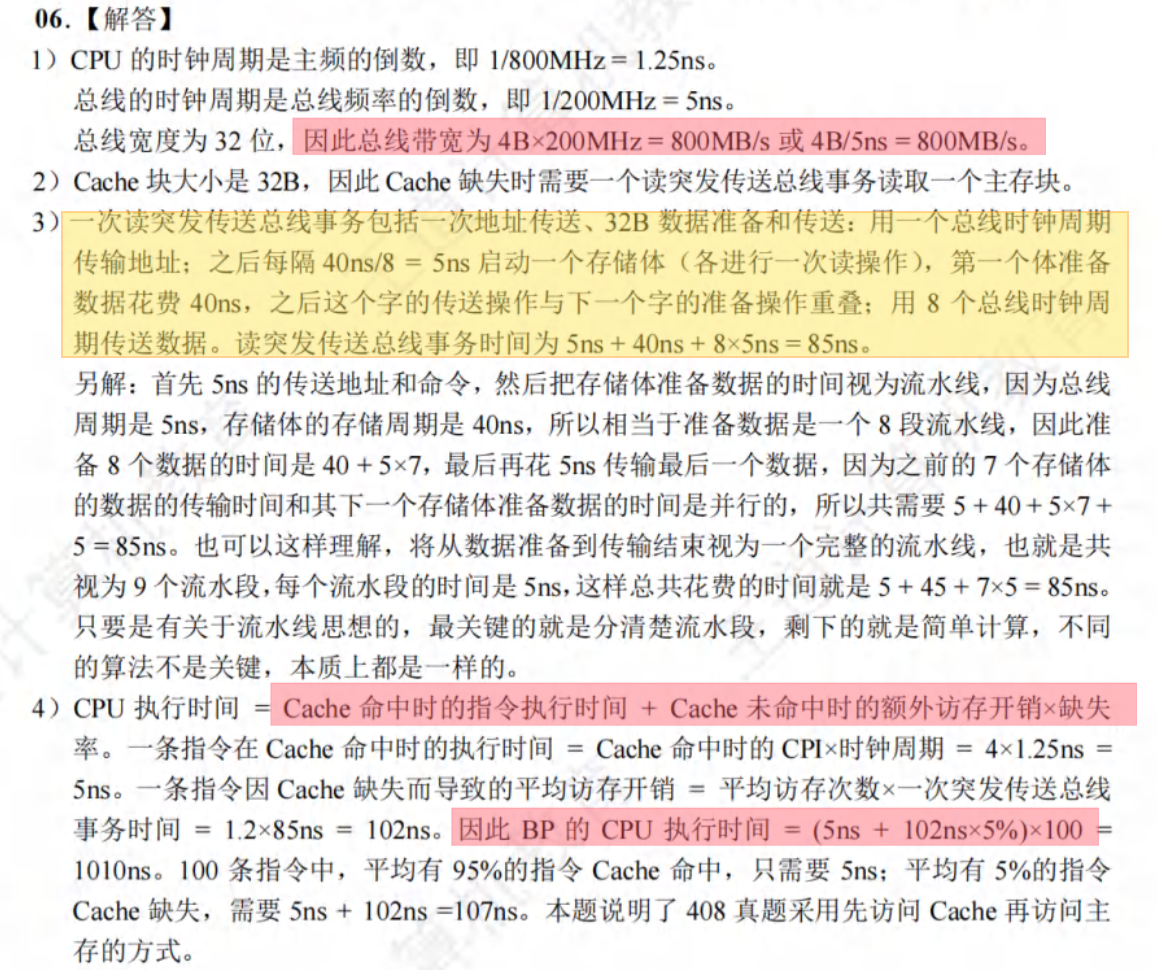 06.【解答】
1）CPU 的时钟周期是主频的倒数，即 1/800MHz = 1.25ns。
总线的时钟周期是总线频率的倒数，即 1/200MHz = 5ns。
总线宽度为 32 位，因此总线带宽为 4B×200MHz = 800MB/s 或 4B/5ns = 800MB/s。
2）Cache 块大小是 32B，因此 Cache 缺失时需要一个读突发传送总线事务读取一个主存块。
3）一次读突发传送总线事务包括一次地址传送、32B 数据准备和传送：用一个总线时钟周期
传输地址；之后每隔 40ns/8 = 5ns 启动一个存储体（各进行一次读操作），第一个体准备
数据花费 40ns，之后这个字的传送操作与下一个字的准备操作重叠；用 8 个总线时钟周
期传送数据。读突发传送总线事务时间为 5ns + 40ns + 8×5ns = 85ns。
另解：首先 5ns 的传送地址和命令，然后把存储体准备数据的时间视为流水线，因为总线
周期是 5ns，存储体的存储周期是 40ns，所以相当于准备数据是一个 8 段流水线，因此准
备 8 个数据的时间是 40 + 5×7，最后再花 5ns 传输最后一个数据，因为之前的 7 个存储体
的数据的传输时间和其下一个存储体准备数据的时间是并行的，所以共需要 5 + 40 + 5×7 +
5 = 85ns。也可以这样理解，将从数据准备到传输结束视为一个完整的流水线，也就是共
视为 9 个流水段，每个流水段的时间是 5ns，这样总共花费的时间就是 5 + 45 + 7×5 = 85ns。
只要是有关于流水线思想的，最关键的就是分清楚流水段，剩下的就是简单计算，不同
的算法不是关键，本质上都是一样的。
4）CPU 执行时间 = Cache 命中时的指令执行时间 + Cache 未命中时的额外访存开销×缺失
率。一条指令在 Cache 命中时的执行时间 = Cache 命中时的 CPI×时钟周期 = 4×1.25ns =
5ns。一条指令因 Cache 缺失而导致的平均访存开销 = 平均访存次数×一次突发传送总线
事务时间 = 1.2×85ns = 102ns。因此 BP 的 CPU 执行时间 = (5ns + 102ns×5%)×100 =
1010ns。100 条指令中，平均有 95%的指令 Cache 命中，只需要 5ns；平均有 5%的指令
Cache 缺失，需要 5ns + 102ns =107ns。本题说明了 408 真题采用先访问 Cache 再访问主
存的方式。